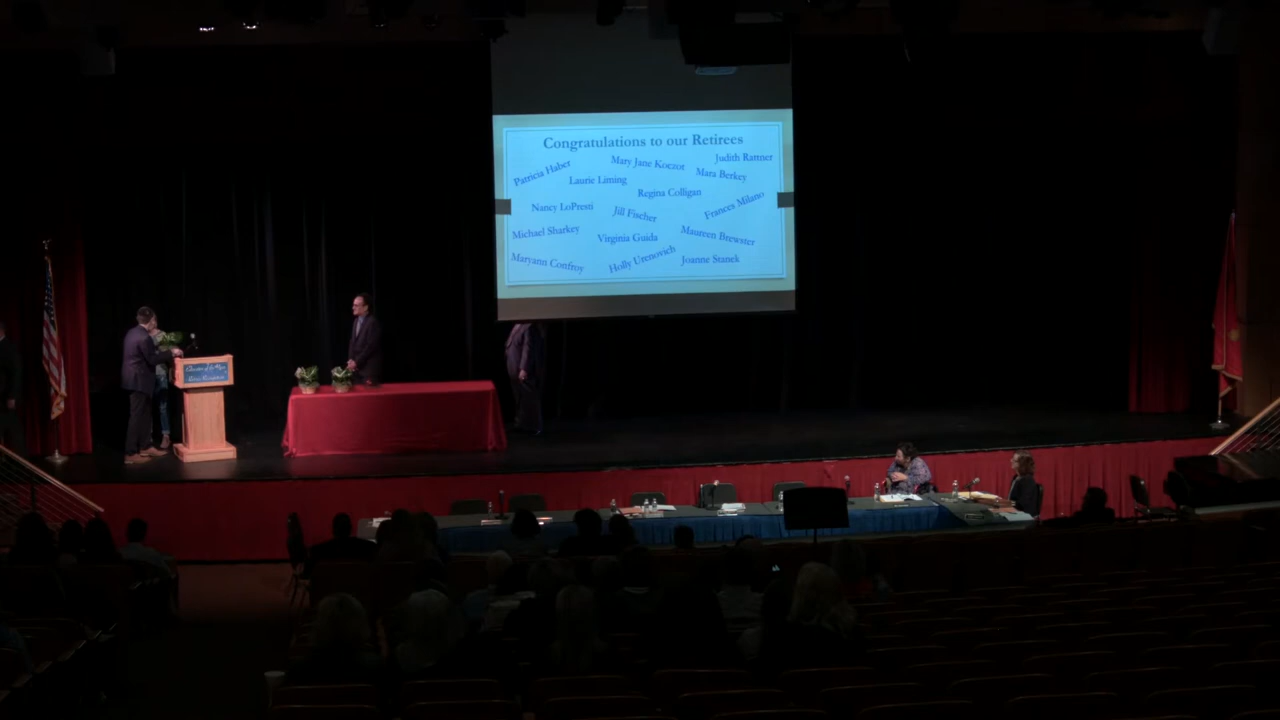 Congratulations to our Retirees
Patricia Haber
Mary Jane Koczor
Judith Rattner
Laurie Liming
Mara Berkey
Regina Colligan
Nancy LoPresti
Jill Fischer
Frances Milano
Michael Sharkey
Virginia Guida
Maureen Brewster
Maryann Confroy
Holly Urenovich
Joanne Stanek